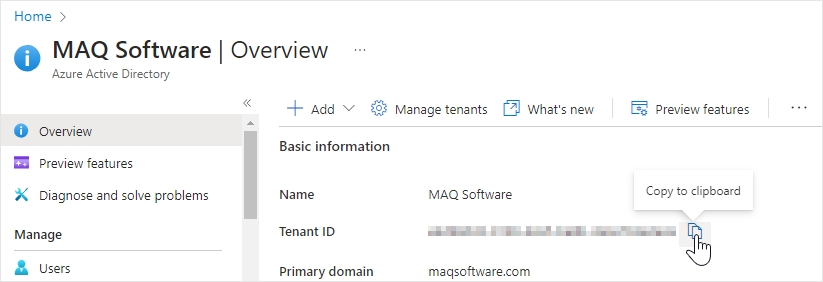 Home >
MAQ Software | Overview ...
Azure Active Directory
«
+ Add Manage tenants What's new Preview features ...
Overview
Preview features
Diagnose and solve problems
Manage
Users
Basic information
Name MAQ Software
Copy to clipboard
Tenant ID
Primary domain maqsoftware.com